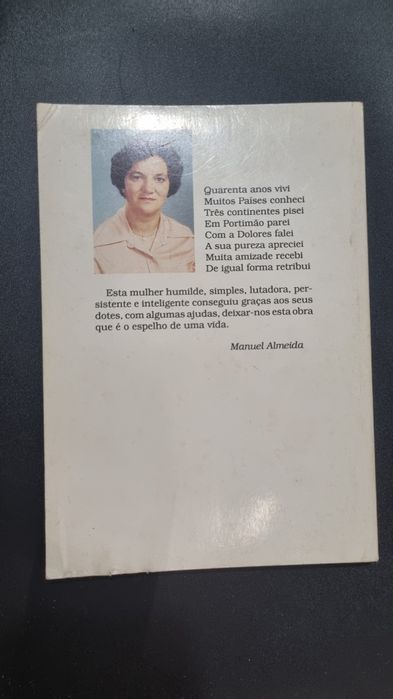 Quarenta anos vivi
Muitos Países conheci
Três continentes pisei
Em Portimão parei
Com a Dolores falei
A sua pureza apreciei
Muita amizade recebi
De igual forma retribui
Esta mulher humilde, simples, lutadora, per-
sistente e inteligente conseguiu graças aos seus
dotes, com algumas ajudas, deixar-nos esta obra
que é o espelho de uma vida.
Manuel Almeida